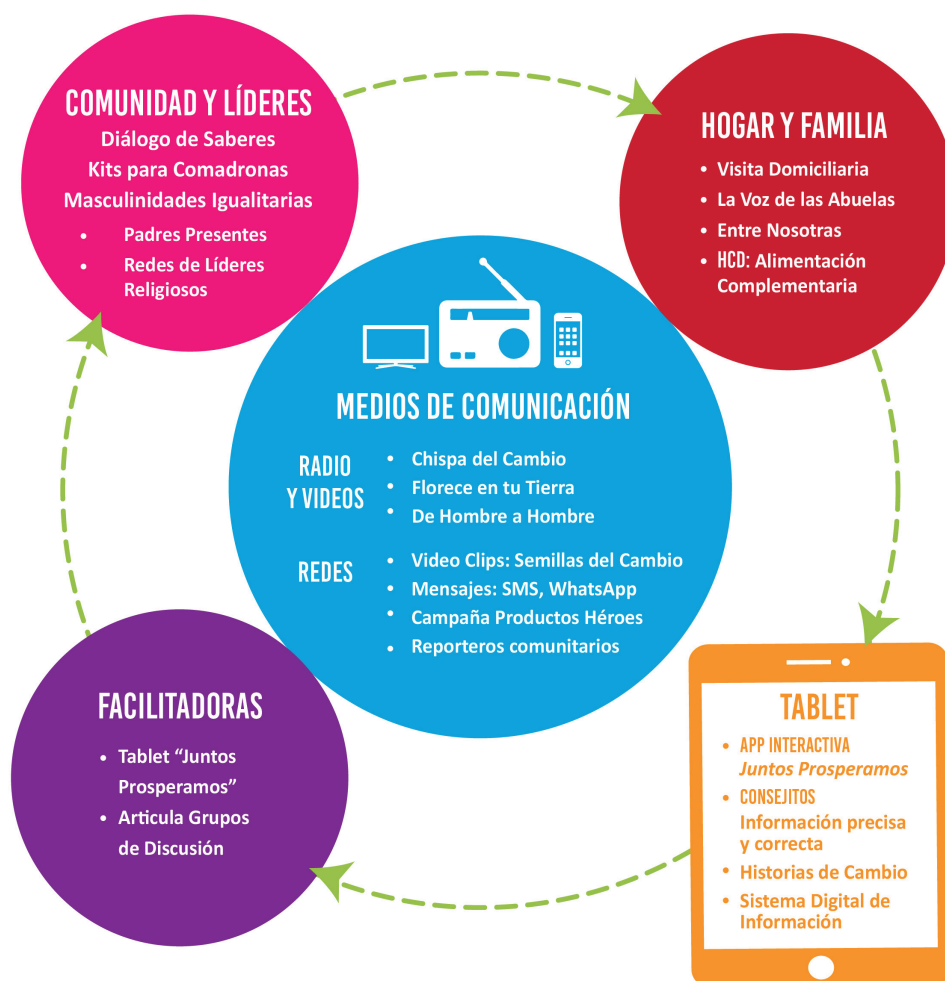 COMUNIDAD Y LÍDERES
Diálogo de Saberes
Kits para Comadronas
Masculinidades Igualitarias
• Padres Presentes
• Redes de Líderes
Religiosos
HOGAR Y FAMILIA
• Visita Domiciliaria
• La Voz de las Abuelas
• Entre Nosotras
• HCD: Alimentación
Complementaria
MEDIOS DE COMUNICACIÓN
RADIO
Y VIDEOS
• Chispa del Cambio
• Florece en tu Tierra
• De Hombre a Hombre
REDES
• Video Clips: Semillas del Cambio
• Mensajes: SMS, WhatsApp
• Campaña Productos Héroes
• Reporteros comunitarios
TABLET
• APP INTERACTIVA
Juntos Prosperamos
• CONSEJITOS
Información precisa
y correcta
• Historias de Cambio
• Sistema Digital de
Información
FACILITADORAS
• Tablet “Juntos
Prosperamos”
• Articula Grupos
de Discusión